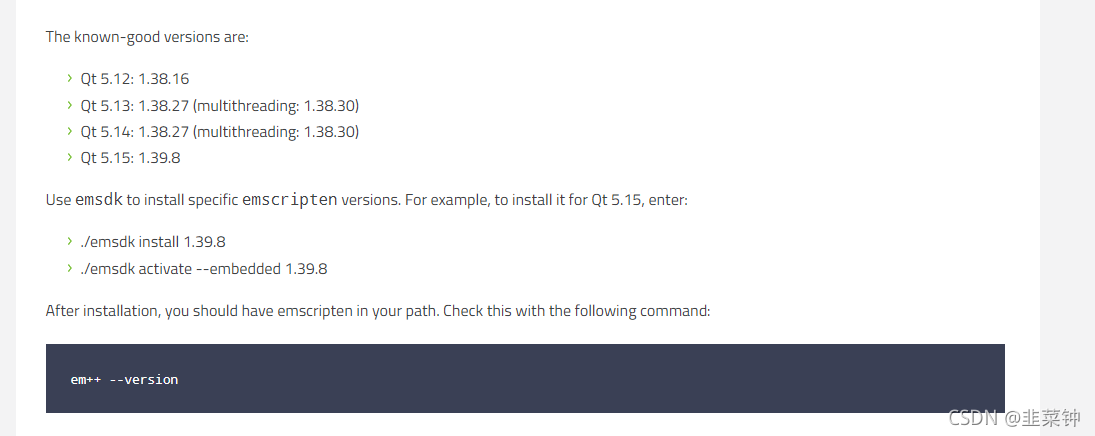 The known-good versions are:
› Qt 5.12: 1.38.16
› Qt 5.13: 1.38.27 (multithreading: 1.38.30)
› Qt 5.14: 1.38.27 (multithreading: 1.38.30)
› Qt 5.15: 1.39.8
Use emsdk to install specific emscripten versions. For example, to install it for Qt 5.15, enter:
› ./emsdk install 1.39.8
› ./emsdk activate --embedded 1.39.8
After installation, you should have emscripten in your path. Check this with the following command:
em++ --version
CSDN @韭菜钟